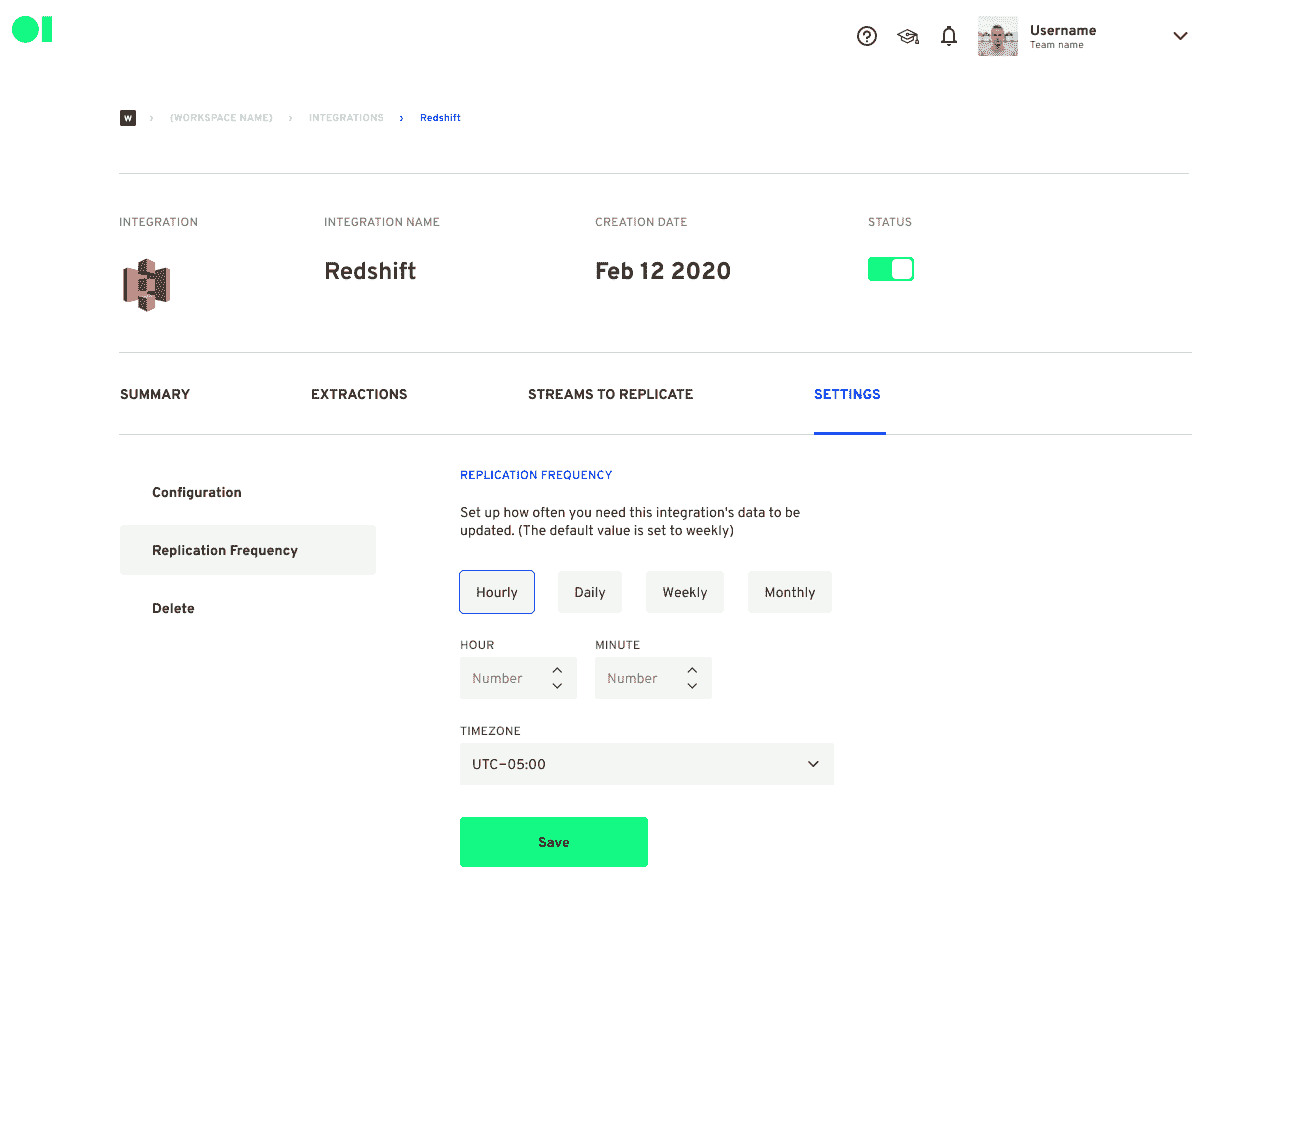 Username
Team name
W
{WORKSPACE NAME}
INTEGRATIONS
Redshift
INTEGRATION
INTEGRATION NAME
CREATION DATE
STATUS
Redshift
Feb 12 2020
SUMMARY
EXTRACTIONS
STREAMS TO REPLICATE
SETTINGS
Configuration
Replication Frequency
Delete
REPLICATION FREQUENCY
Set up how often you need this integration's data to be
updated. (The default value is set to weekly)
Hourly
Daily
Weekly
Monthly
HOUR
MINUTE
Number
Number
TIMEZONE
UTC−05:00
Save